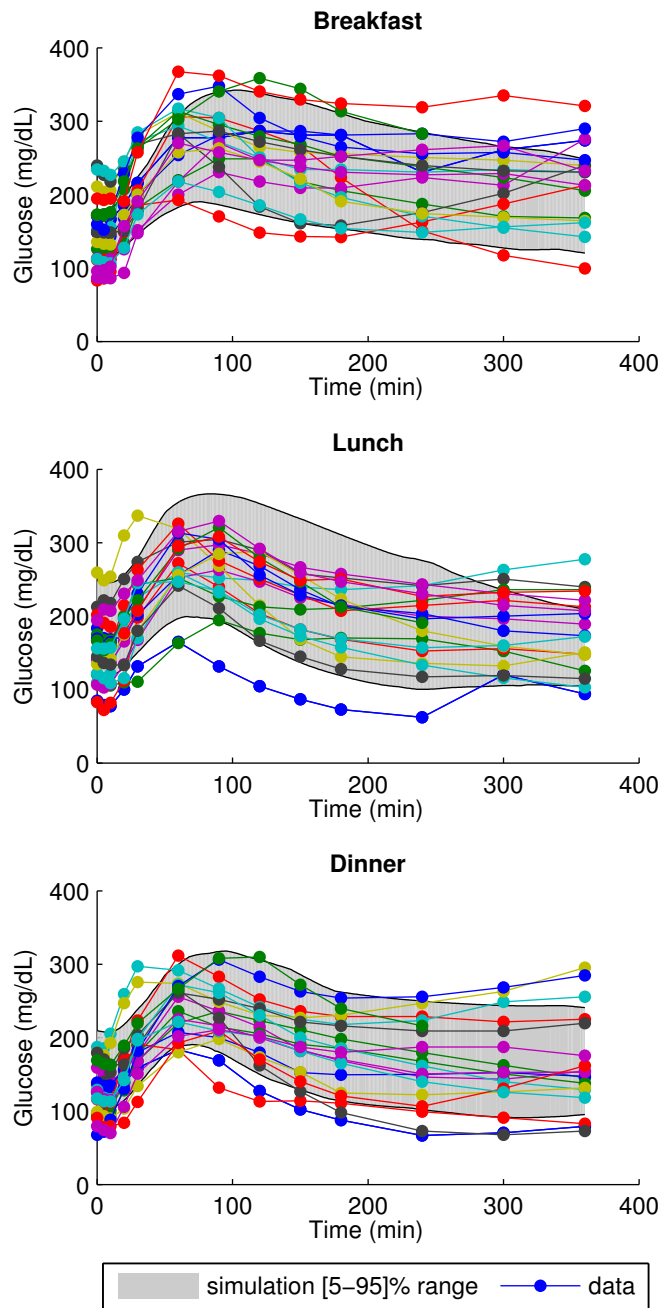 Breakfast
400
300
200
100
0
0 100 200 300 400
Glucose (mg/dL)
Time (min)
Lunch
400
300
200
100
0
0 100 200 300 400
Glucose (mg/dL)
Time (min)
Dinner
400
300
200
100
0
0 100 200 300 400
Glucose (mg/dL)
Time (min)
simulation [5−95]% range data